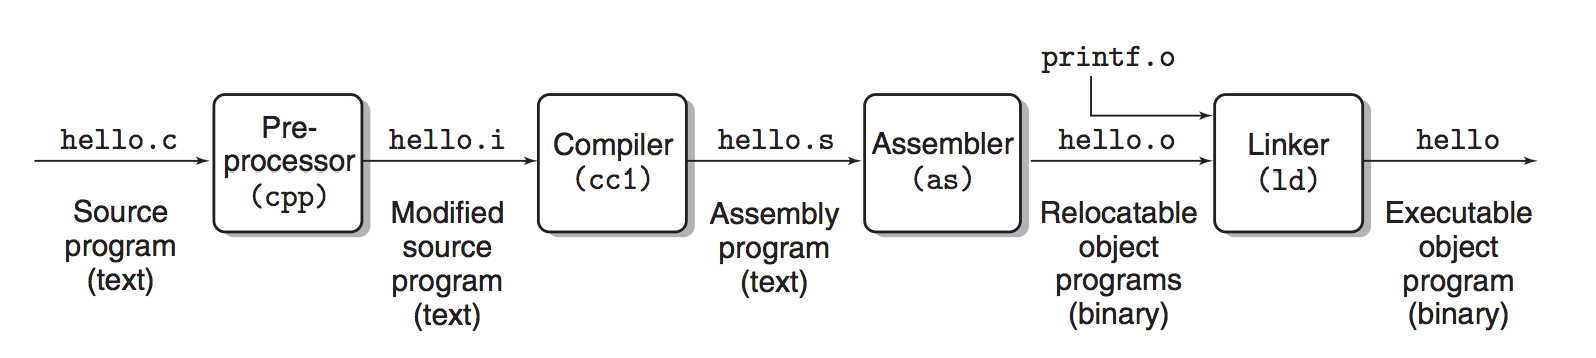 printf.o
hello.c
Pre-
processor
(cpp)
hello.i
Compiler
(cc1)
hello.s
Assembler
(as)
hello.o
Linker
(ld)
hello
Source
program
(text)
Modified
source
program
(text)
Assembly
program
(text)
Relocatable
object
programs
(binary)
Executable
object
program
(binary)